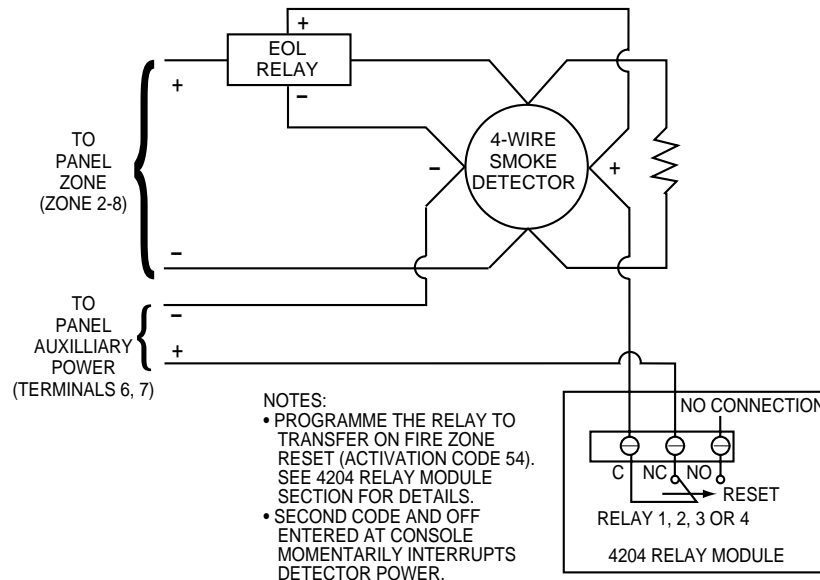 +
EOL
RELAY
+
−
TO
PANEL
ZONE
(ZONE 2-8)
4-WIRE
SMOKE
DETECTOR
−
+
−
TO
PANEL
AUXILLIARY
POWER
(TERMINALS 6, 7)
−
+
NOTES:
• PROGRAMME THE RELAY TO
TRANSFER ON FIRE ZONE
RESET (ACTIVATION CODE 54).
SEE 4204 RELAY MODULE
SECTION FOR DETAILS.
• SECOND CODE AND OFF
ENTERED AT CONSOLE
MOMENTARILY INTERRUPTS
DETECTOR POWER.
NO CONNECTION
C NC NO
RESET
RELAY 1, 2, 3 OR 4
4204 RELAY MODULE